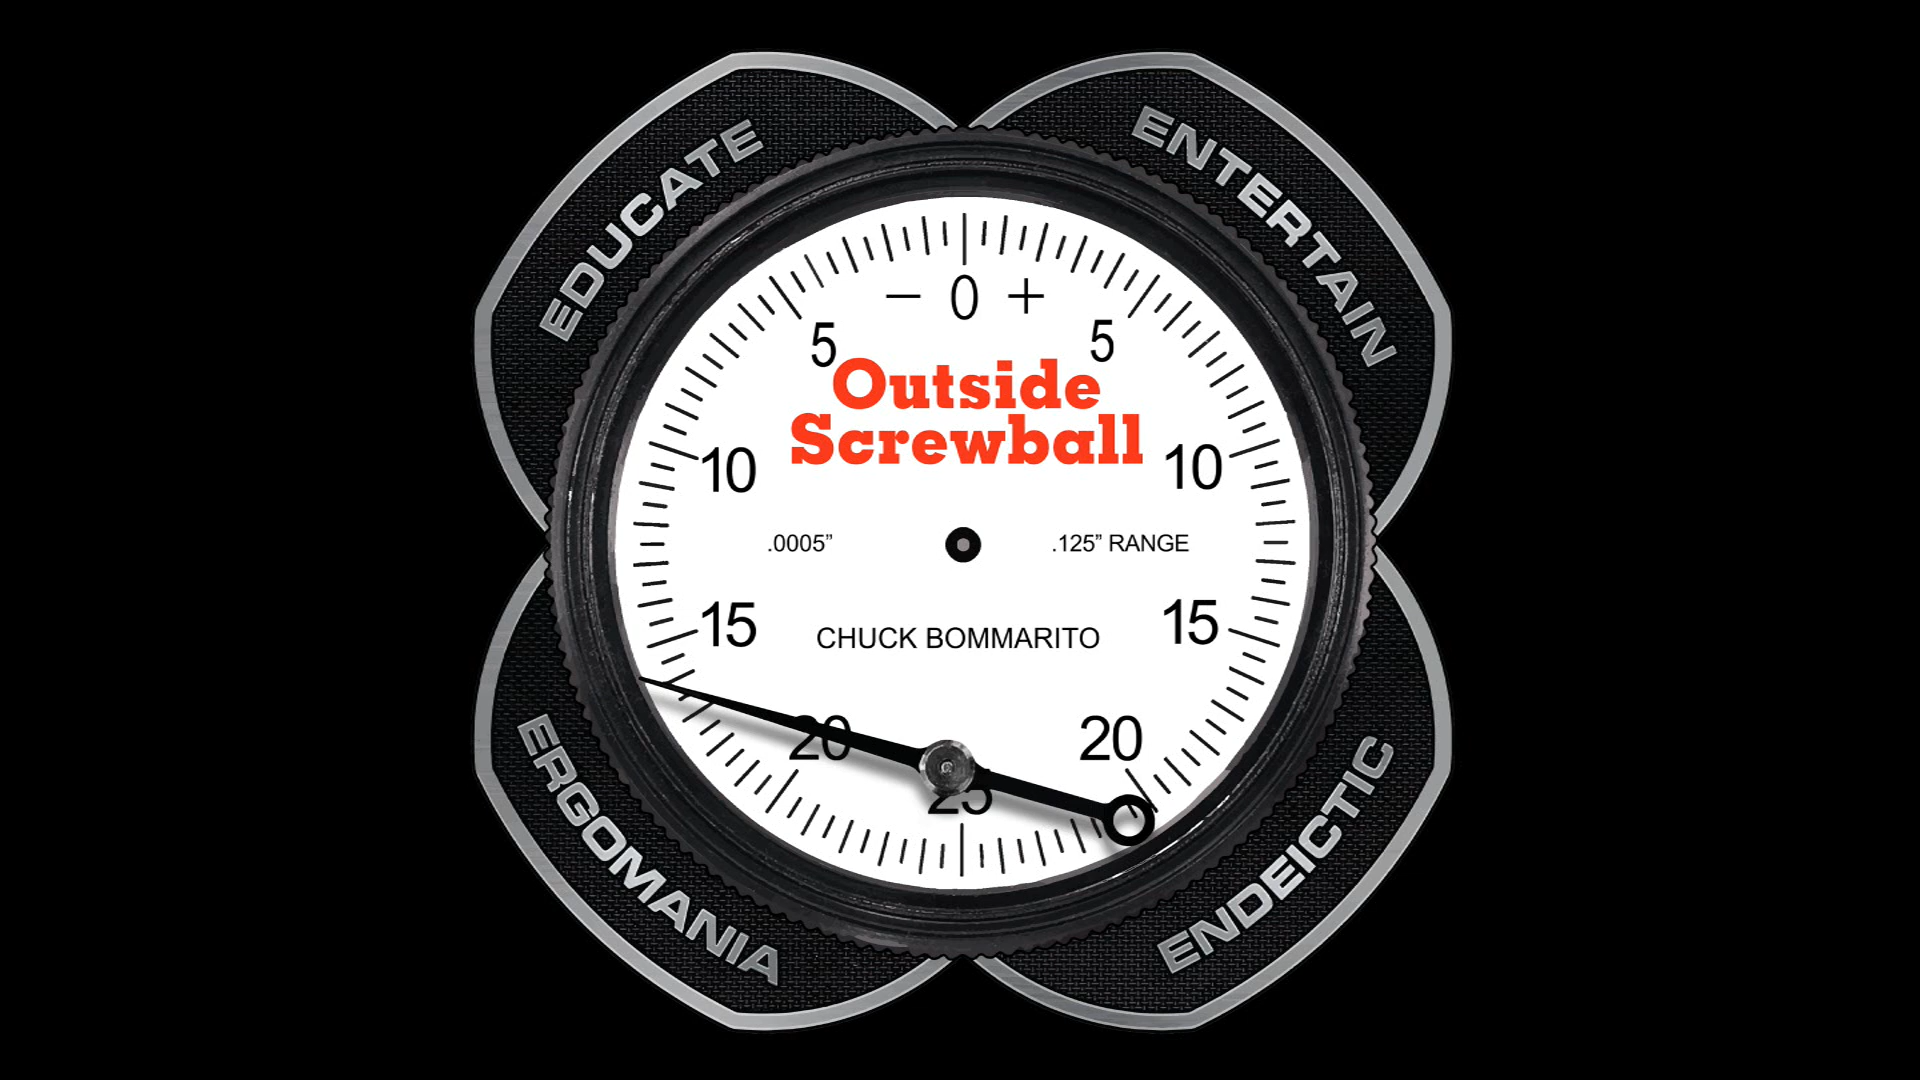 EDUCATE
ENTERTAIN
– 0 +
5 5
Outside
Screwball
10 10
.0005” .125” RANGE
15 15
CHUCK BOMMARITO
20 20
25
ERGOMANIA
ENDEICTIC